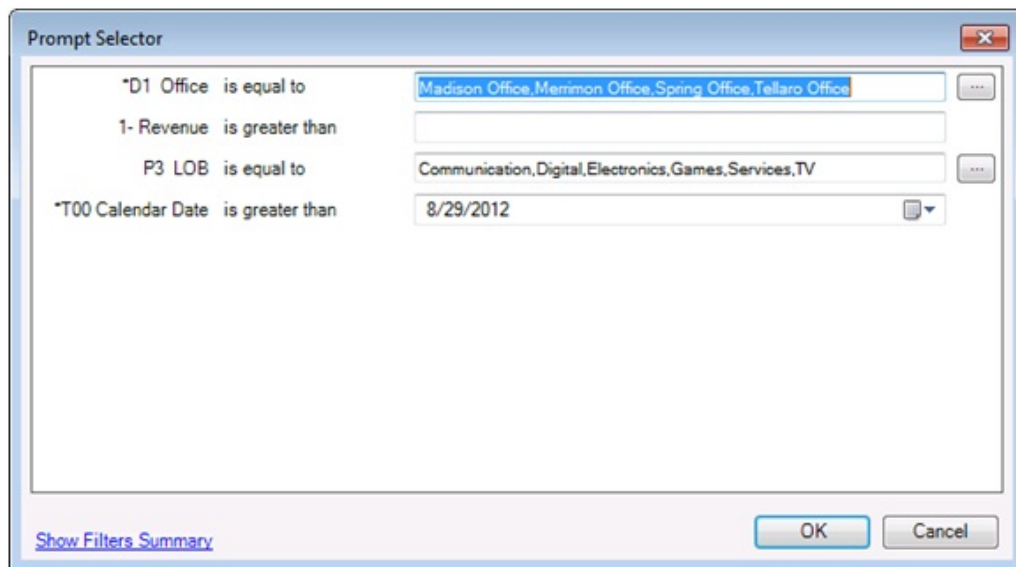 Prompt Selector
*D1 Office is equal to Madison Office,Merrimon Office,Spring Office,Tellaro Office ...
1- Revenue is greater than
P3 LOB is equal to Communication,Digital,Electronics,Games,Services,TV ...
*T00 Calendar Date is greater than 8/29/2012
Show Filters Summary OK Cancel